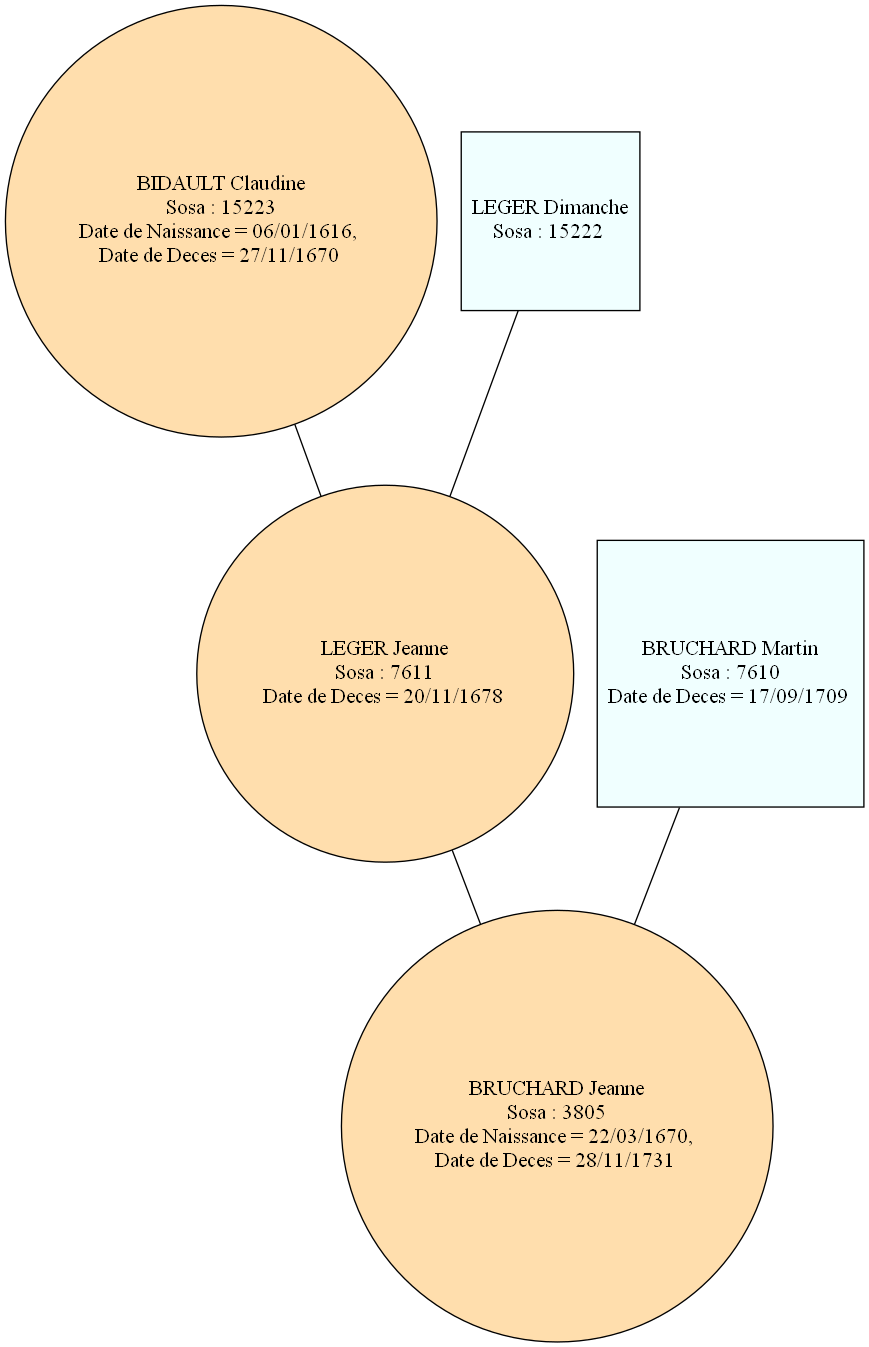 BIDAULT Claudine
Sosa : 15223
Date de Naissance = 06/01/1616,
Date de Deces = 27/11/1670
LEGER Dimanche
Sosa : 15222
LEGER Jeanne
Sosa : 7611
Date de Deces = 20/11/1678
BRUCHARD Martin
Sosa : 7610
Date de Deces = 17/09/1709
BRUCHARD Jeanne
Sosa : 3805
Date de Naissance = 22/03/1670,
Date de Deces = 28/11/1731